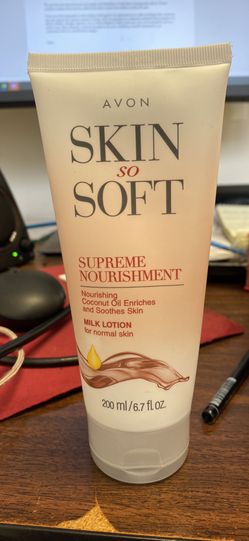 AVON
SKIN
so
SOFT
SUPREME
NOURISHMENT
Nourishing
Coconut Oil Enriches
and Soothes Skin
MILK LOTION
for normal skin
200 ml/6.7 fl.oz.